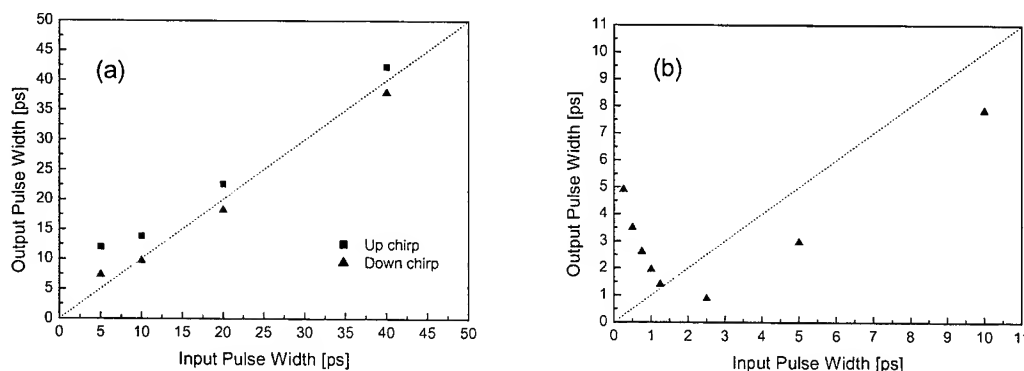 (a)
Output Pulse Width [ps]
50
45
40
35
30
25
20
15
10
5
0
0 5 10 15 20 25 30 35 40 45 50
Input Pulse Width [ps]
Up chirp
Down chirp
(b)
Output Pulse Width [ps]
11
10
9
8
7
6
5
4
3
2
1
0
0 1 2 3 4 5 6 7 8 9 10 11
Input Pulse Width [ps]